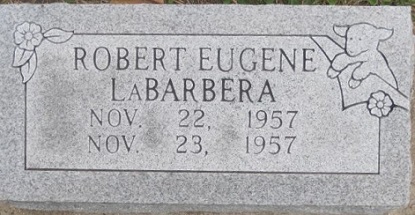 ROBERT EUGENE
LABARBERA
NOV. 22, 1957
NOV. 23, 1957